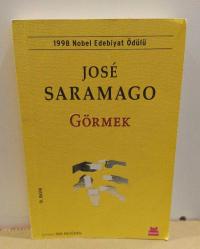 1998 Nobel Edebiyat Ödülü
JOSÉ
SARAMAGO
GÖRMEK